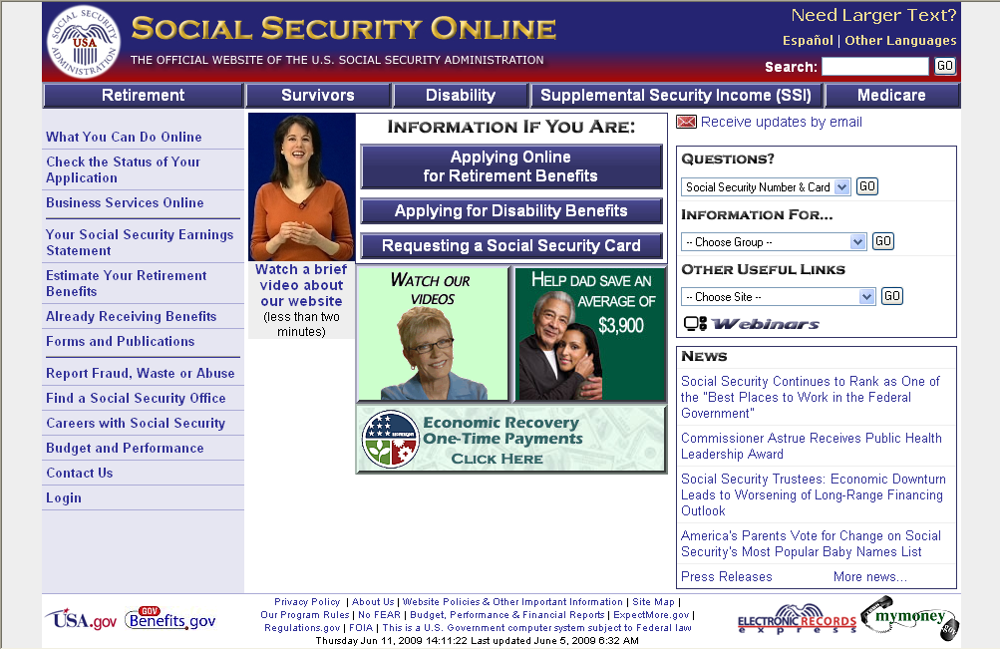 SOCIAL SECURITY ADMINISTRATION
USA
SOCIAL SECURITY ONLINE
THE OFFICIAL WEBSITE OF THE U.S. SOCIAL SECURITY ADMINISTRATION
Need Larger Text?
Español | Other Languages
Search: GO
Retirement Survivors Disability Supplemental Security Income (SSI) Medicare
What You Can Do Online
Check the Status of Your
Application
Business Services Online
Your Social Security Earnings
Statement
Estimate Your Retirement
Benefits
Already Receiving Benefits
Forms and Publications
Report Fraud, Waste or Abuse
Find a Social Security Office
Careers with Social Security
Budget and Performance
Contact Us
Login
Watch a brief
video about
our website
(less than two
minutes)
INFORMATION IF YOU ARE:
Applying Online
for Retirement Benefits
Applying for Disability Benefits
Requesting a Social Security Card
WATCH OUR
VIDEOS
HELP DAD SAVE AN
AVERAGE OF
$3,900
Economic Recovery
One-Time Payments
CLICK HERE
Receive updates by email
QUESTIONS?
Social Security Number & Card GO
INFORMATION FOR...
-- Choose Group -- GO
OTHER USEFUL LINKS
-- Choose Site -- GO
Webinars
NEWS
Social Security Continues to Rank as One of
the "Best Places to Work in the Federal
Government"
Commissioner Astrue Receives Public Health
Leadership Award
Social Security Trustees: Economic Downturn
Leads to Worsening of Long-Range Financing
Outlook
America's Parents Vote for Change on Social
Security's Most Popular Baby Names List
Press Releases More news...
USA.gov
GOV
Benefits.gov
Privacy Policy | About Us | Website Policies & Other Important Information | Site Map |
Our Program Rules | No FEAR | Budget, Performance & Financial Reports | ExpectMore.gov |
Regulations.gov | FOIA | This is a U.S. Government computer system subject to Federal law
Thursday Jun 11, 2009 14:11:22 Last updated June 5, 2009 6:32 AM
ELECTRONIC RECORDS
express
mymoney